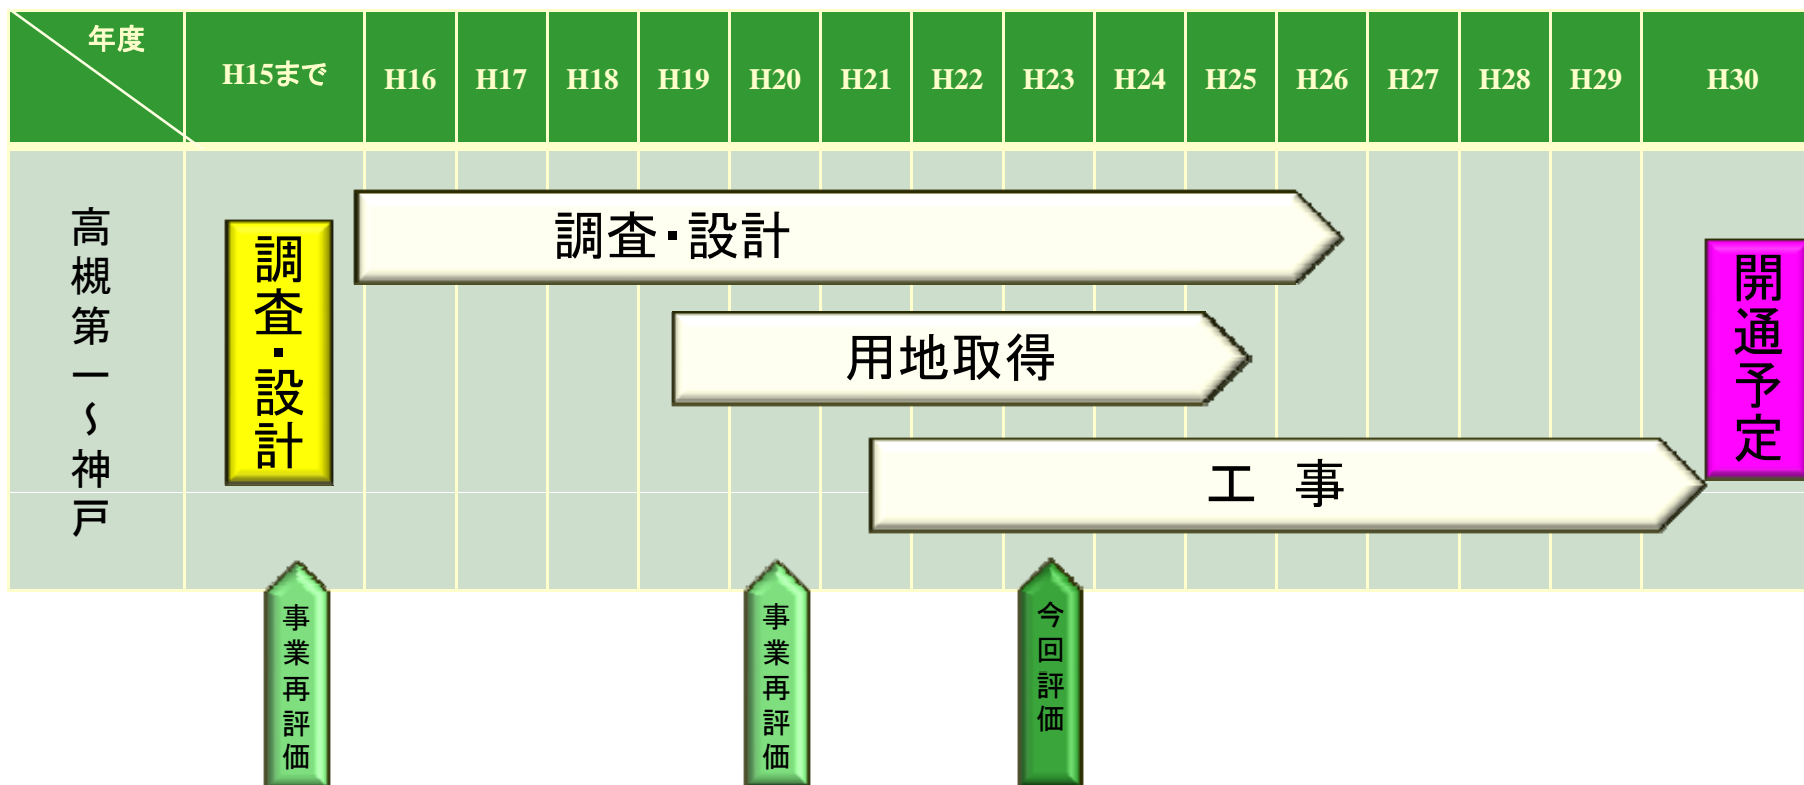 年度
H15まで
H16
H17
H18
H19
H20
H21
H22
H23
H24
H25
H26
H27
H28
H29
H30
高槻第一～神戸
調査・設計
調査・設計
用地取得
工　事
開通予定
事業再評価
事業再評価
今回評価